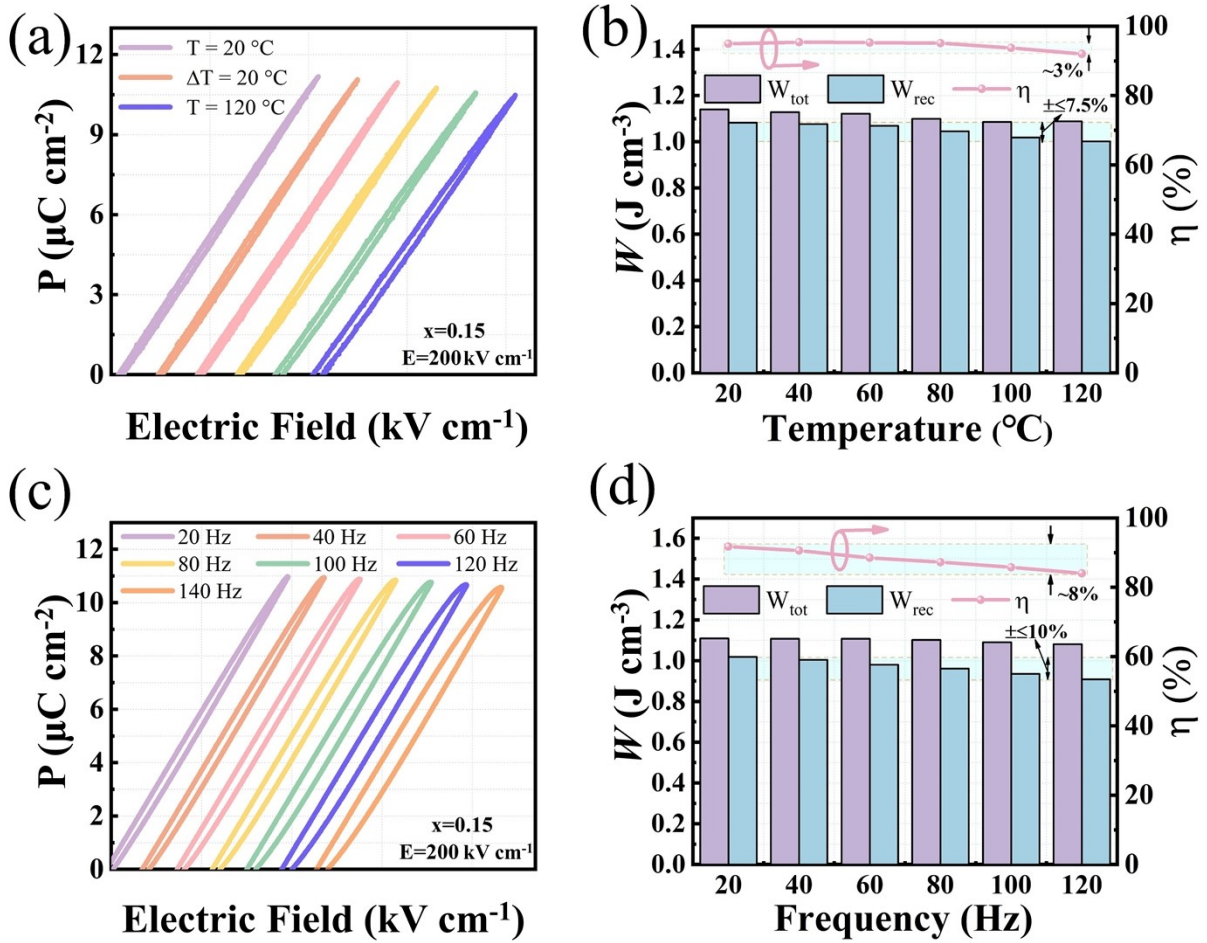 (a)
12
9
6
3
0
P (μC cm-2)
T = 20 °C
ΔT = 20 °C
T = 120 °C
x=0.15
E=200 kV cm-1
Electric Field (kV cm-1)
(b)
1.4
1.2
1.0
0.8
0.6
0.4
0.2
0.0
W (J cm-3)
~3%
Wtot
Wrec
η
±≤7.5%
100
80
60
40
20
0
η (%)
20 40 60 80 100 120
Temperature (°C)
(c)
12
10
8
6
4
2
0
P (μC cm-2)
20 Hz 40 Hz 60 Hz
80 Hz 100 Hz 120 Hz
140 Hz
x=0.15
E=200 kV cm-1
Electric Field (kV cm-1)
(d)
1.6
1.4
1.2
1.0
0.8
0.6
0.4
0.2
0.0
W (J cm-3)
Wtot
Wrec
η
~8%
±≤10%
100
80
60
40
20
0
η (%)
20 40 60 80 100 120
Frequency (Hz)